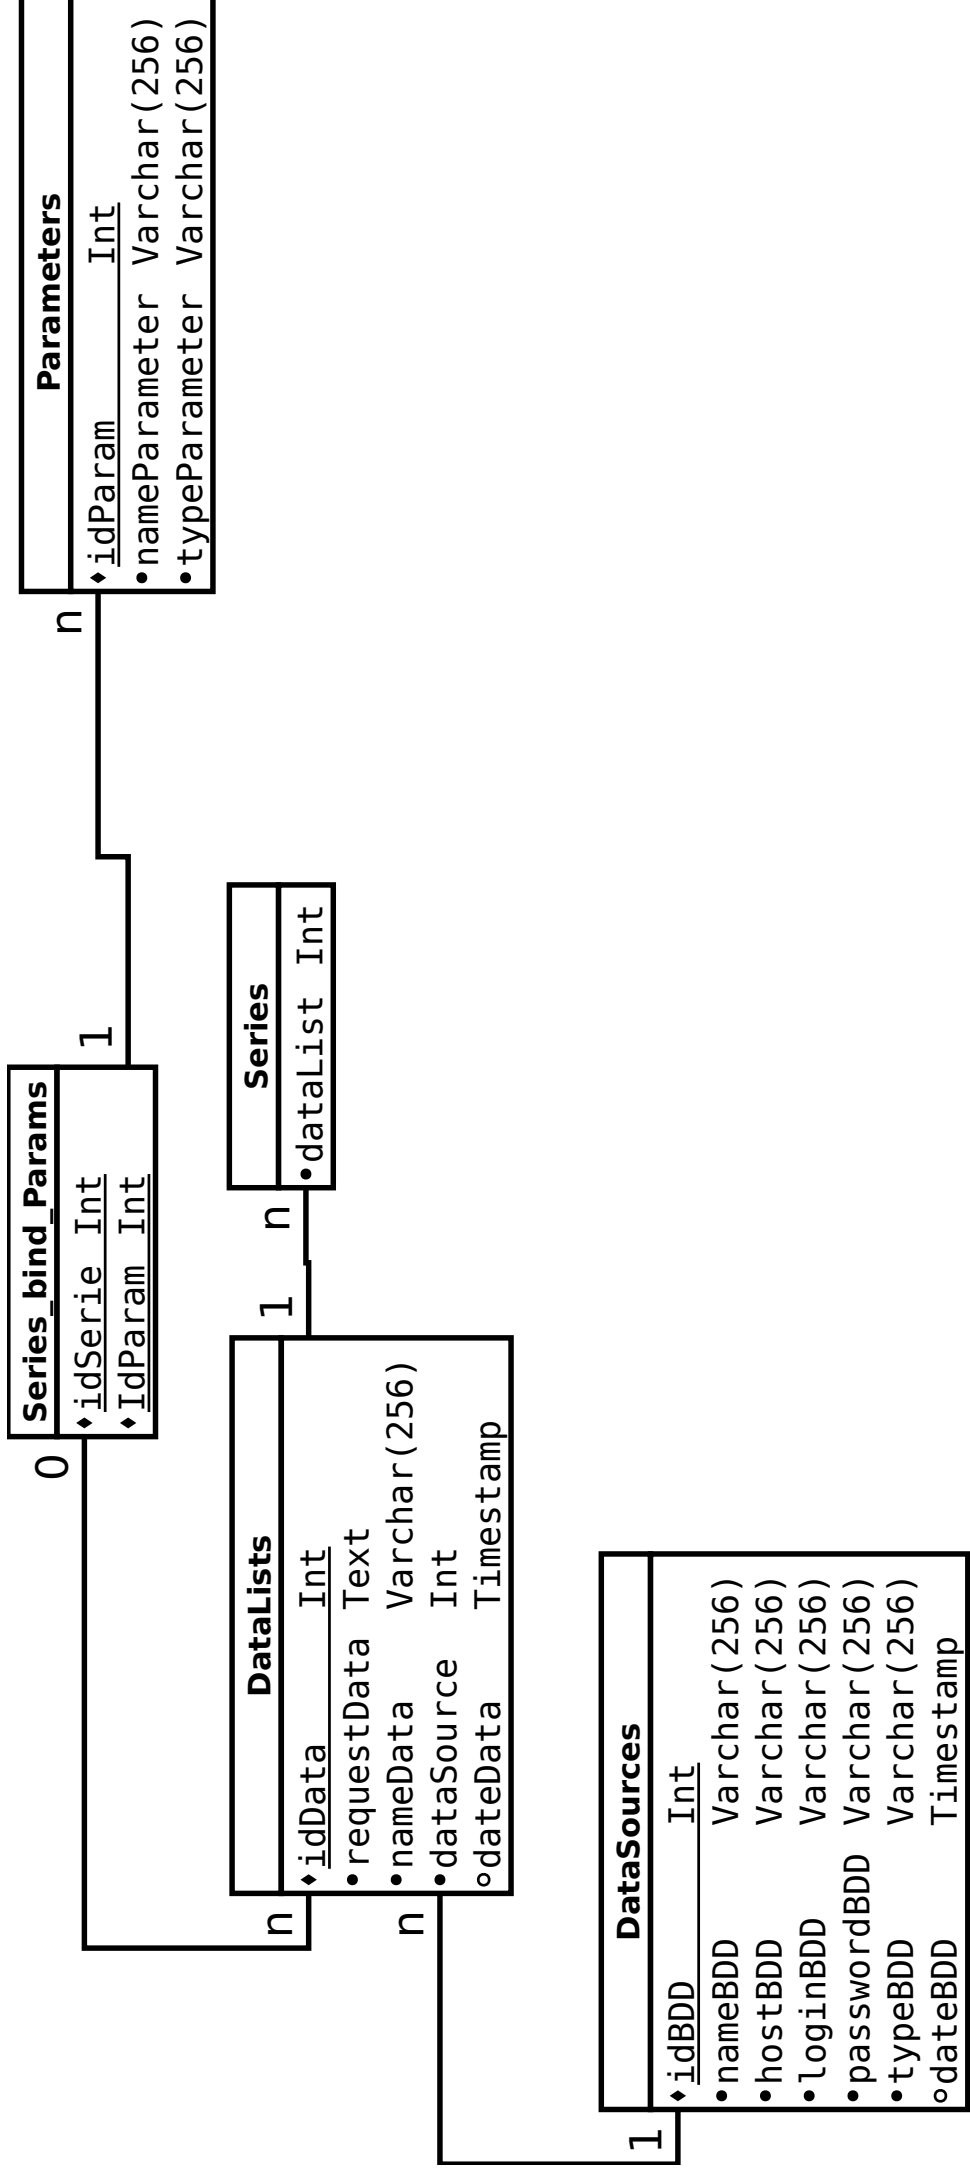 Parameters
idParam Int
nameParameter Varchar(256)
typeParameter Varchar(256)
n
1
Series_bind_Params
idSerie Int
IdParam Int
0
Series
dataList Int
n
1
DataLists
idData Int
requestData Text
nameData Varchar(256)
dataSource Int
dateData Timestamp
n
n
DataSources
idBDD Int
nameBDD Varchar(256)
hostBDD Varchar(256)
loginBDD Varchar(256)
passwordBDD Varchar(256)
typeBDD Varchar(256)
dateBDD Timestamp
1